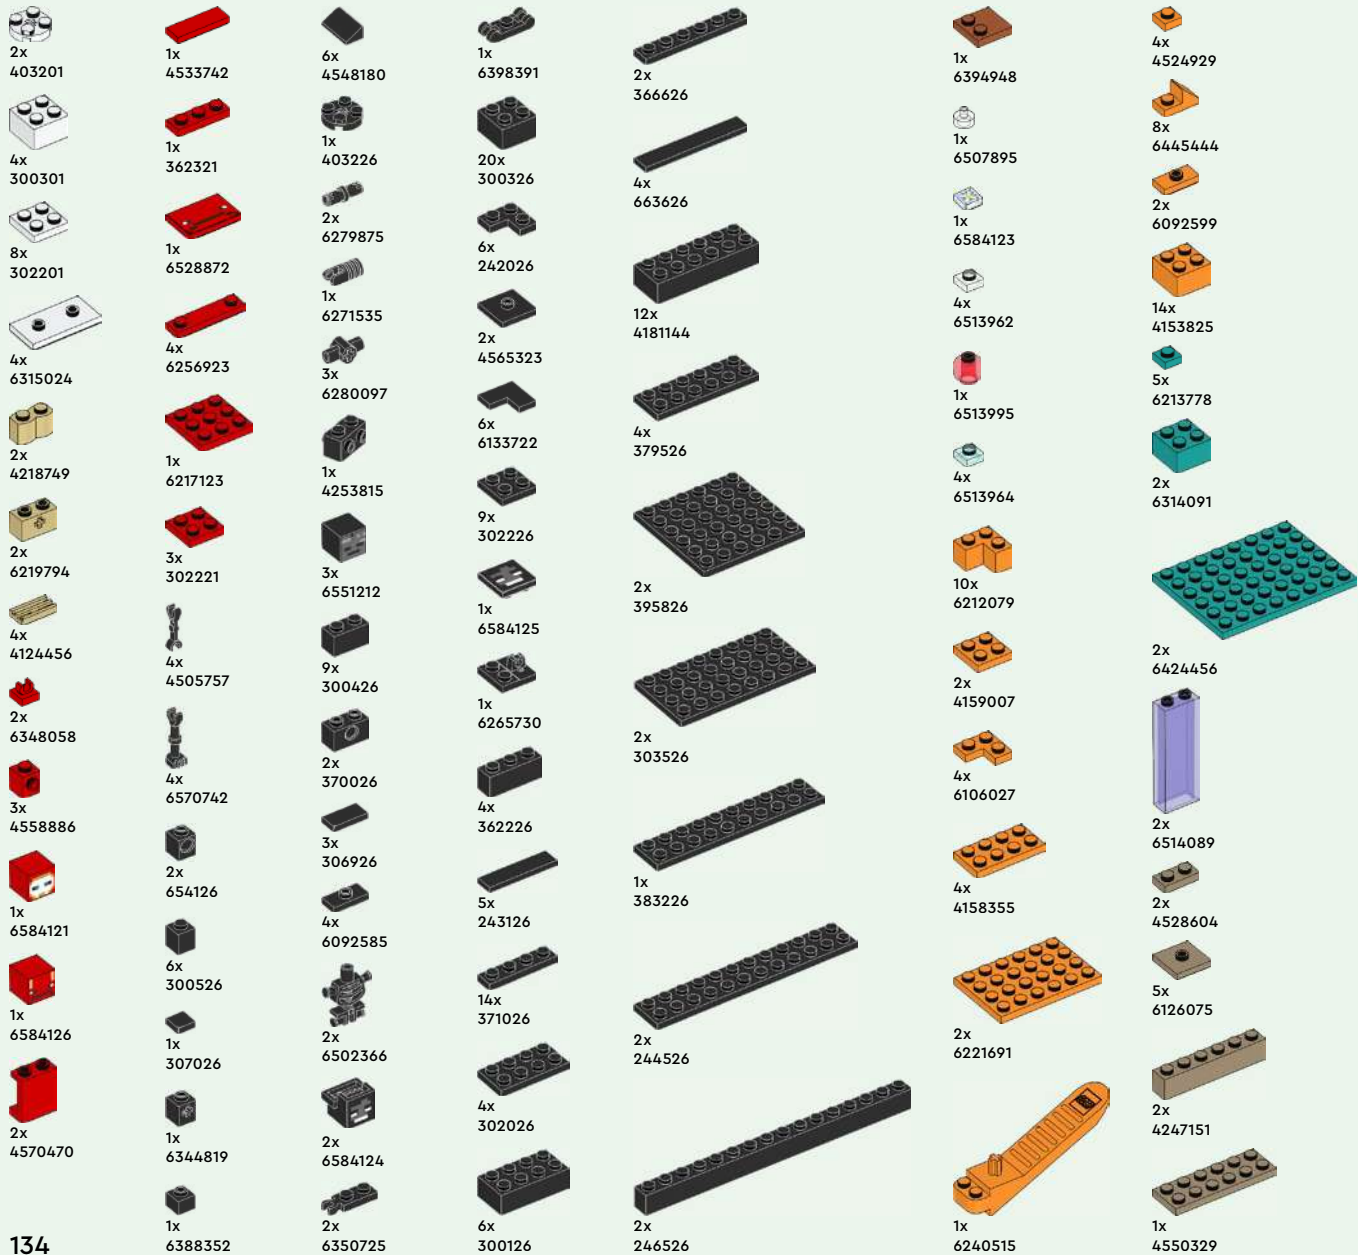 2x
403201
4x
300301
8x
302201
4x
6315024
2x
4218749
2x
6219794
4x
4124456
2x
6348058
3x
4558886
1x
6584121
1x
6584126
2x
4570470
134
1x
4533742
1x
362321
1x
6528872
4x
6256923
1x
6217123
3x
302221
4x
4505757
4x
6570742
2x
654126
6x
300526
1x
307026
1x
6344819
1x
6388352
6x
4548180
1x
403226
2x
6279875
1x
6271535
3x
6280097
1x
4253815
3x
6551212
9x
300426
2x
370026
3x
306926
4x
6092585
2x
6502366
2x
6584124
2x
6350725
1x
6398391
20x
300326
6x
242026
2x
4565323
6x
6133722
9x
302226
1x
6584125
1x
6265730
4x
362226
5x
243126
14x
371026
4x
302026
6x
300126
2x
366626
4x
663626
12x
4181144
4x
379526
2x
395826
2x
303526
1x
383226
2x
244526
2x
246526
1x
6394948
1x
6507895
1x
6584123
4x
6513962
1x
6513995
4x
6513964
10x
6212079
2x
4159007
4x
6106027
4x
4158355
2x
6221691
1x
6240515
4x
4524929
8x
6445444
2x
6092599
14x
4153825
5x
6213778
2x
6314091
2x
6424456
2x
6514089
2x
4528604
5x
6126075
2x
4247151
1x
4550329